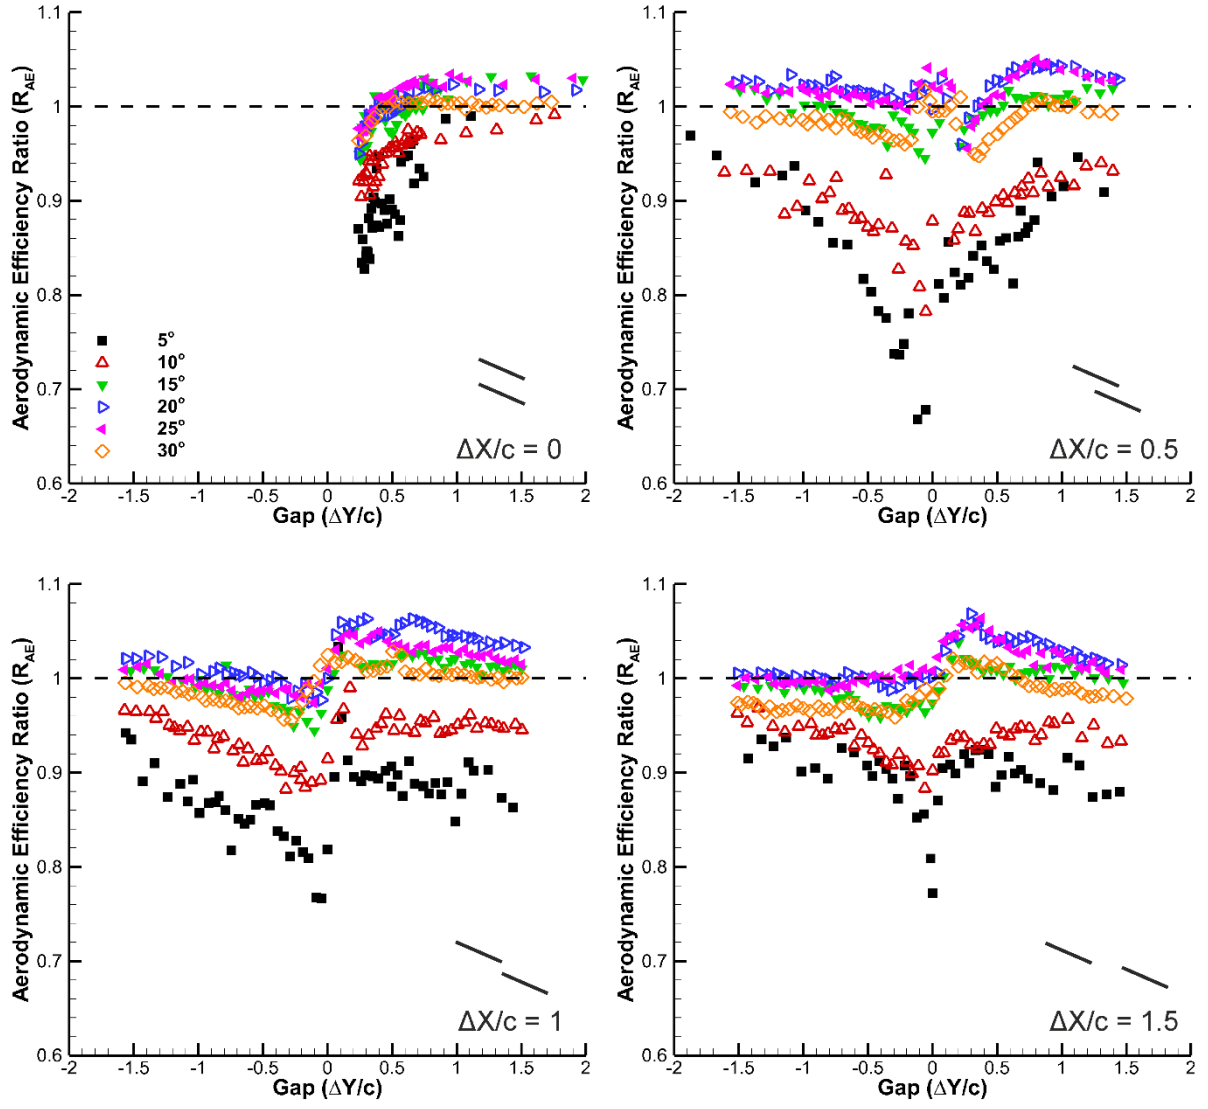 Aerodynamic Efficiency Ratio (R_AE)
1.1
1
0.9
0.8
0.7
0.6
5°
10°
15°
20°
25°
30°
ΔX/c = 0
-2 -1.5 -1 -0.5 0 0.5 1 1.5 2
Gap (ΔY/c)
Aerodynamic Efficiency Ratio (R_AE)
1.1
1
0.9
0.8
0.7
0.6
ΔX/c = 0.5
-2 -1.5 -1 -0.5 0 0.5 1 1.5 2
Gap (ΔY/c)
Aerodynamic Efficiency Ratio (R_AE)
1.1
1
0.9
0.8
0.7
0.6
ΔX/c = 1
-2 -1.5 -1 -0.5 0 0.5 1 1.5 2
Gap (ΔY/c)
Aerodynamic Efficiency Ratio (R_AE)
1.1
1
0.9
0.8
0.7
0.6
ΔX/c = 1.5
-2 -1.5 -1 -0.5 0 0.5 1 1.5 2
Gap (ΔY/c)